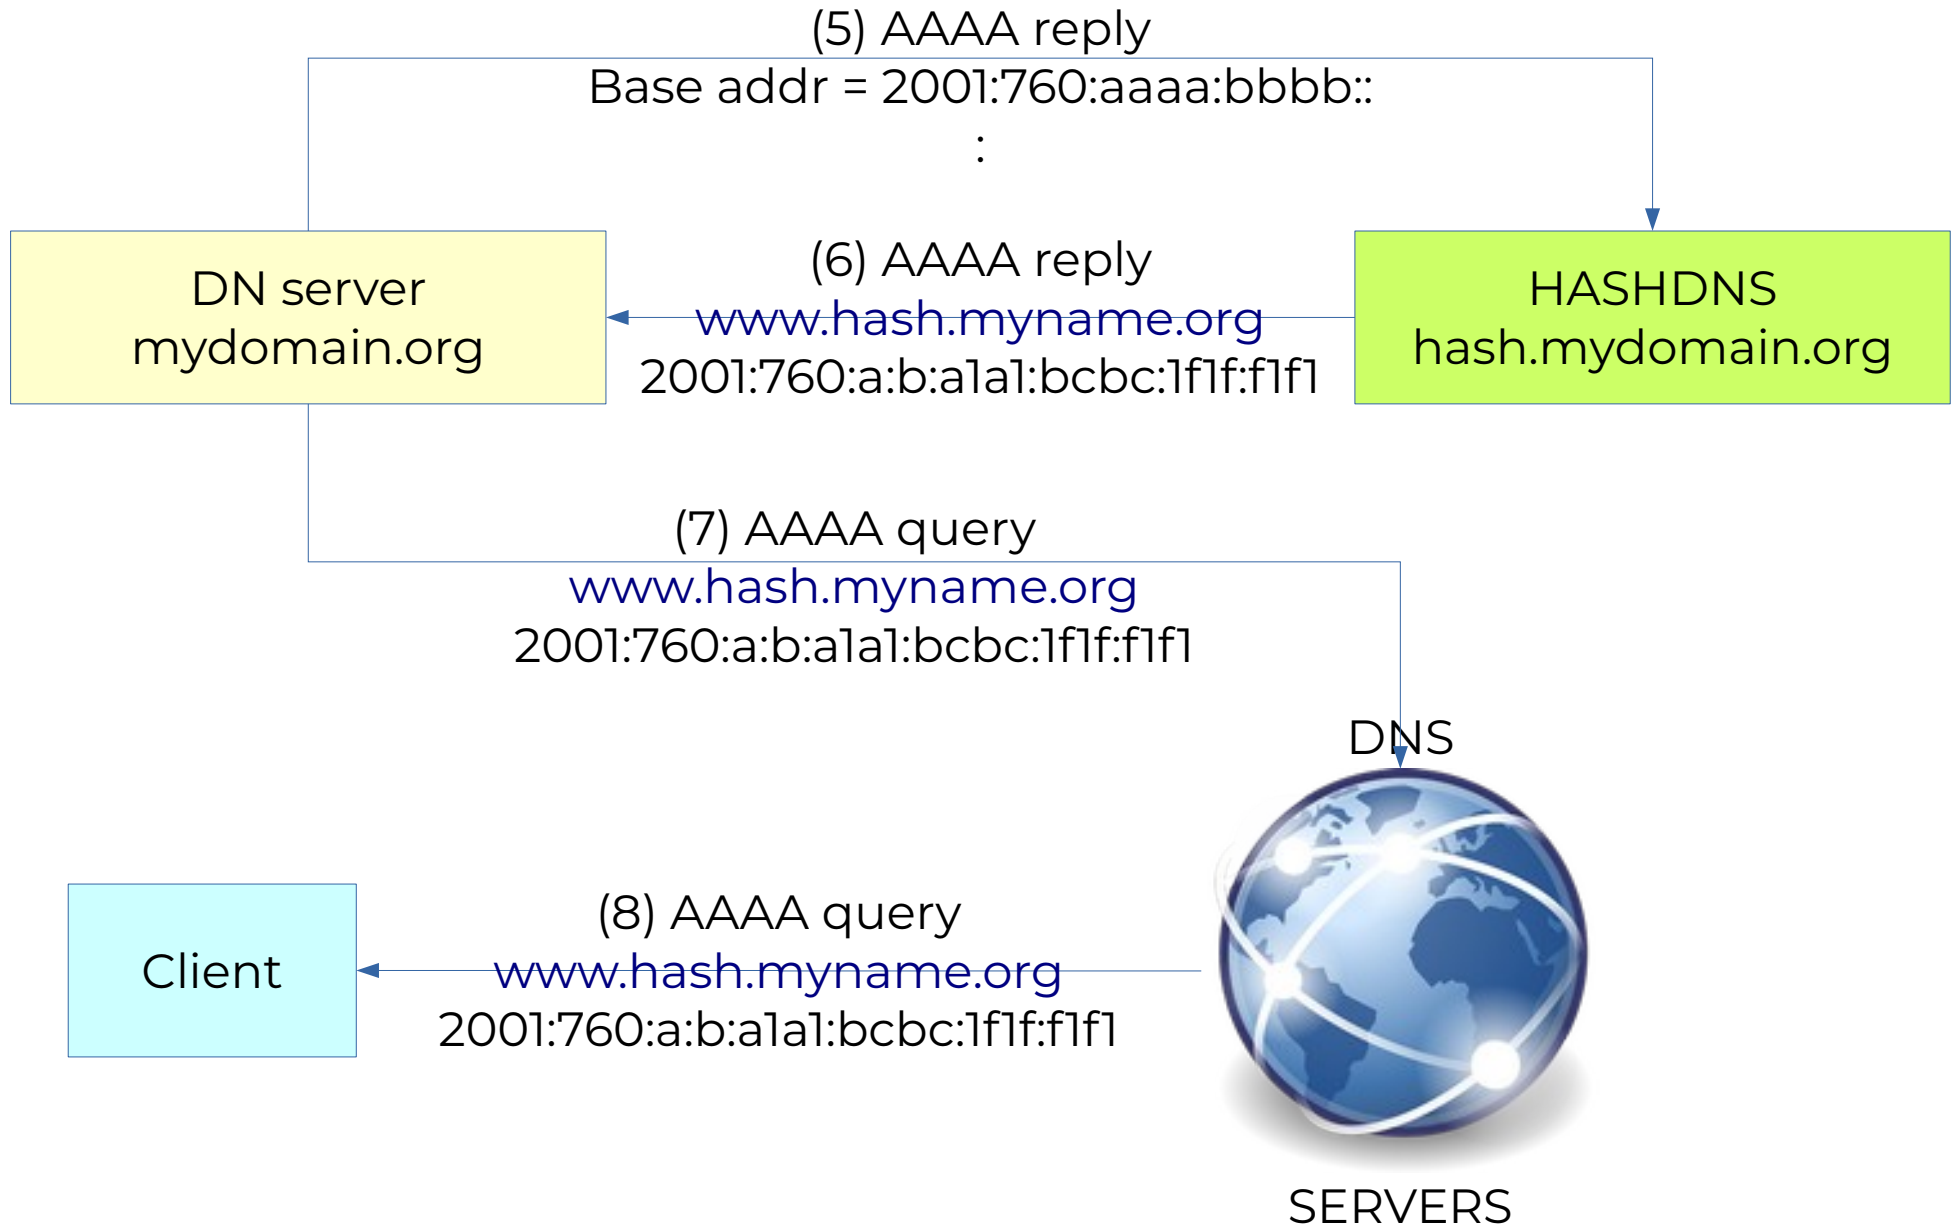 (5) AAAA reply
Base addr = 2001:760:aaaa:bbbb::
:
DN server
mydomain.org
(6) AAAA reply
www.hash.myname.org
2001:760:a:b:a1a1:bcbc:1f1f:f1f1
HASHDNS
hash.mydomain.org
(7) AAAA query
www.hash.myname.org
2001:760:a:b:a1a1:bcbc:1f1f:f1f1
DNS
Client
(8) AAAA query
www.hash.myname.org
2001:760:a:b:a1a1:bcbc:1f1f:f1f1
SERVERS